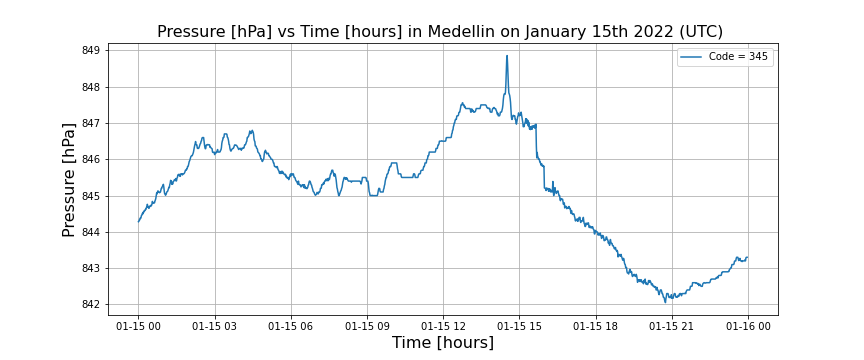 Pressure [hPa] vs Time [hours] in Medellin on January 15th 2022 (UTC)
Code = 345
Pressure [hPa]
849
848
847
846
845
844
843
842
01-15 00 01-15 03 01-15 06 01-15 09 01-15 12 01-15 15 01-15 18 01-15 21 01-16 00
Time [hours]